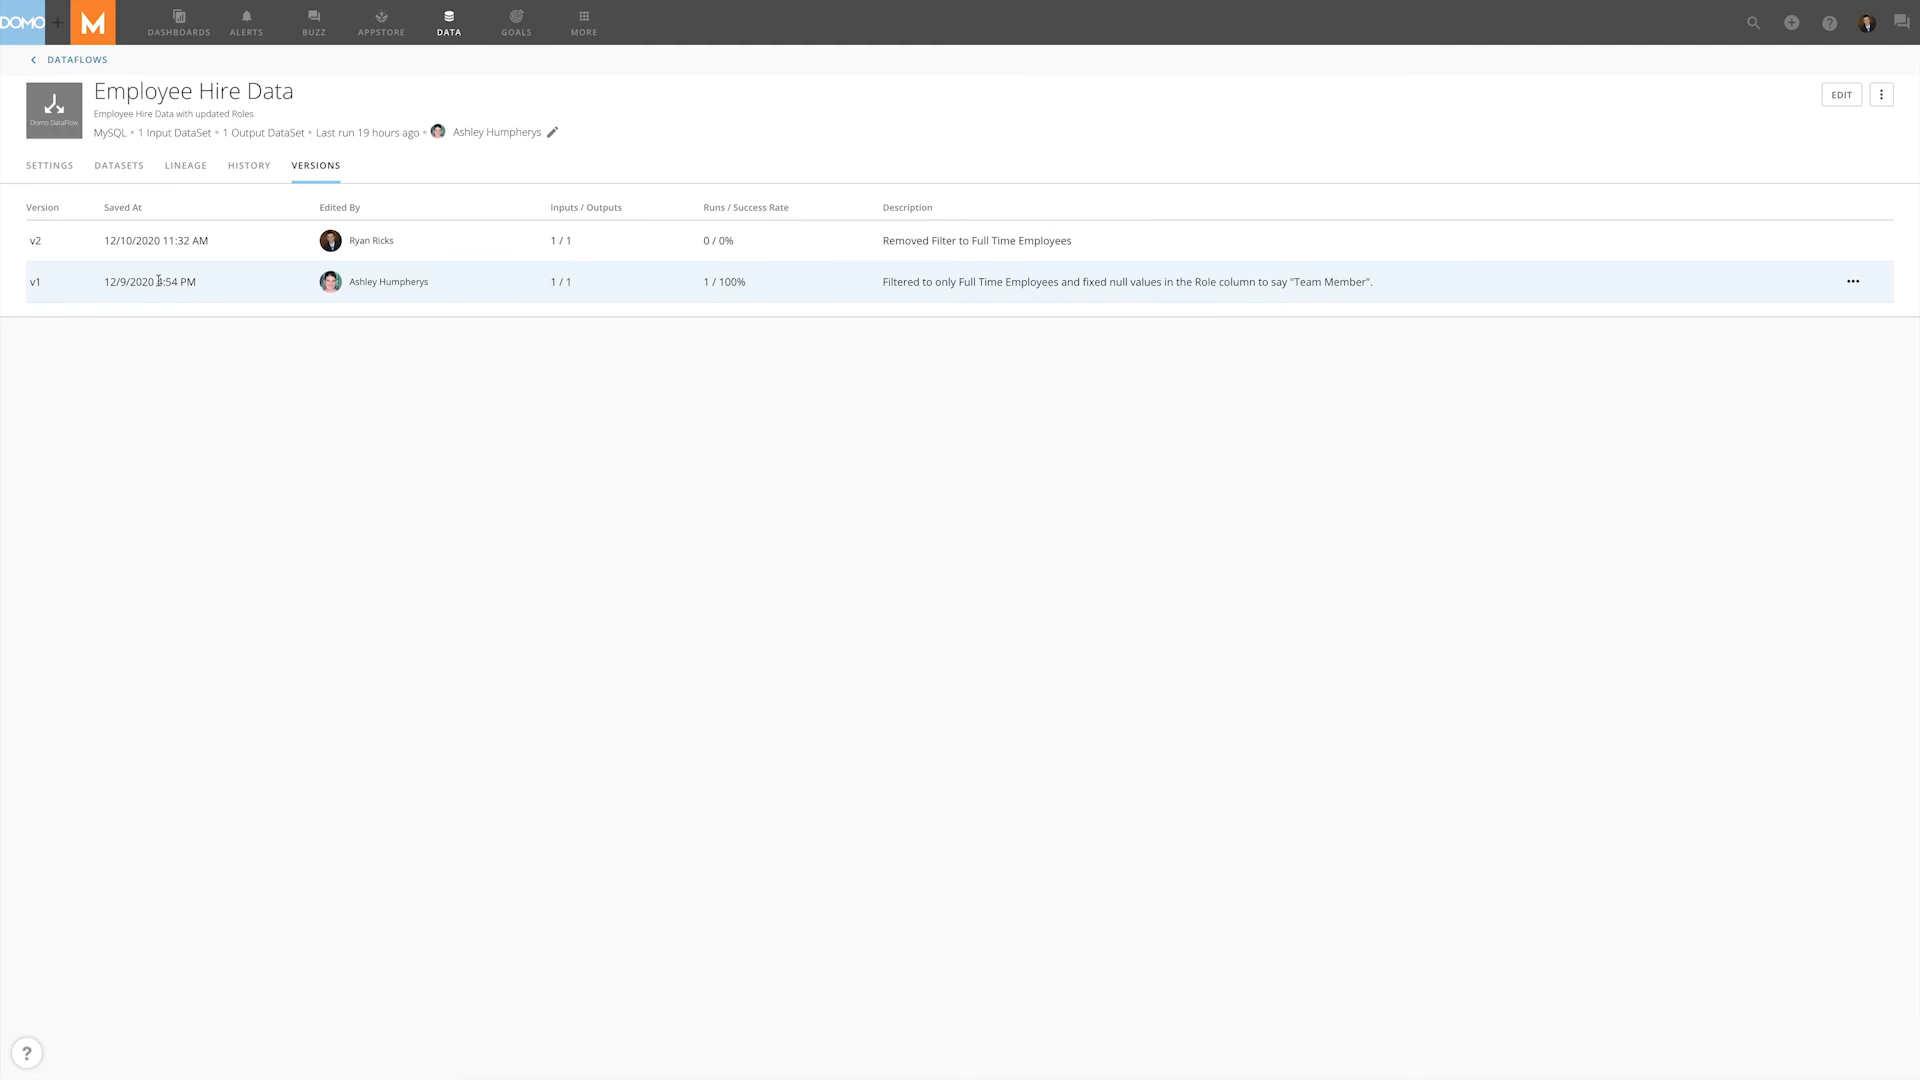 DOMO
M
DASHBOARDS
ALERTS
BUZZ
APPSTORE
DATA
GOALS
MORE
DATAFLOWS
Domo DataFlow
Employee Hire Data
Employee Hire Data with updated Roles
MySQL • 1 Input DataSet • 1 Output DataSet • Last run 19 hours ago • Ashley Humpherys
EDIT
SETTINGS DATASETS LINEAGE HISTORY VERSIONS
Version Saved At Edited By Inputs / Outputs Runs / Success Rate Description
v2 12/10/2020 11:32 AM Ryan Ricks 1 / 1 0 / 0% Removed Filter to Full Time Employees
v1 12/9/2020 PM Ashley Humpherys 1 / 1 1 / 100% Filtered to only Full Time Employees and fixed null values in the Role column to say "Team Member".
?